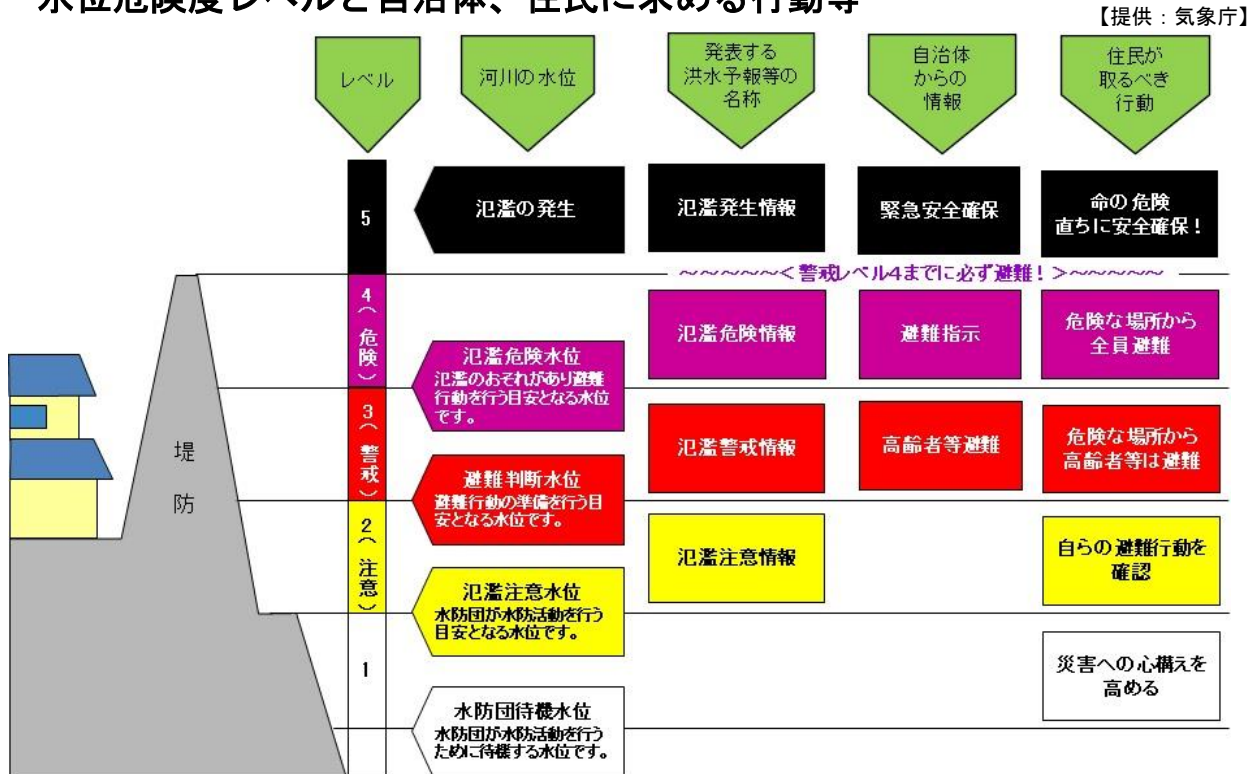 水位危険度レベルと自治体、住民に求める行動等
【提供：気象庁】
レベル
河川の水位
発表する
洪水予報等の
名称
自治体
からの
情報
住民が
取るべき
行動
5
氾濫の発生
氾濫発生情報
緊急安全確保
命の危険
直ちに安全確保！
～～～～～～＜警戒レベル4までに必ず避難！＞～～～～～～
4（危険）
氾濫危険水位
氾濫のおそれがあり避難
行動を行う目安となる水位
です。
氾濫危険情報
避難指示
危険な場所から
全員避難
3（警戒）
避難判断水位
避難行動の準備を行う目
安となる水位です。
氾濫警戒情報
高齢者等避難
危険な場所から
高齢者等は避難
堤防
2（注意）
氾濫注意水位
水防団が水防活動を行う
目安となる水位です。
氾濫注意情報
自らの避難行動を
確認
1
水防団待機水位
水防団が水防活動を行う
ために待機する水位です。
災害への心構えを
高める